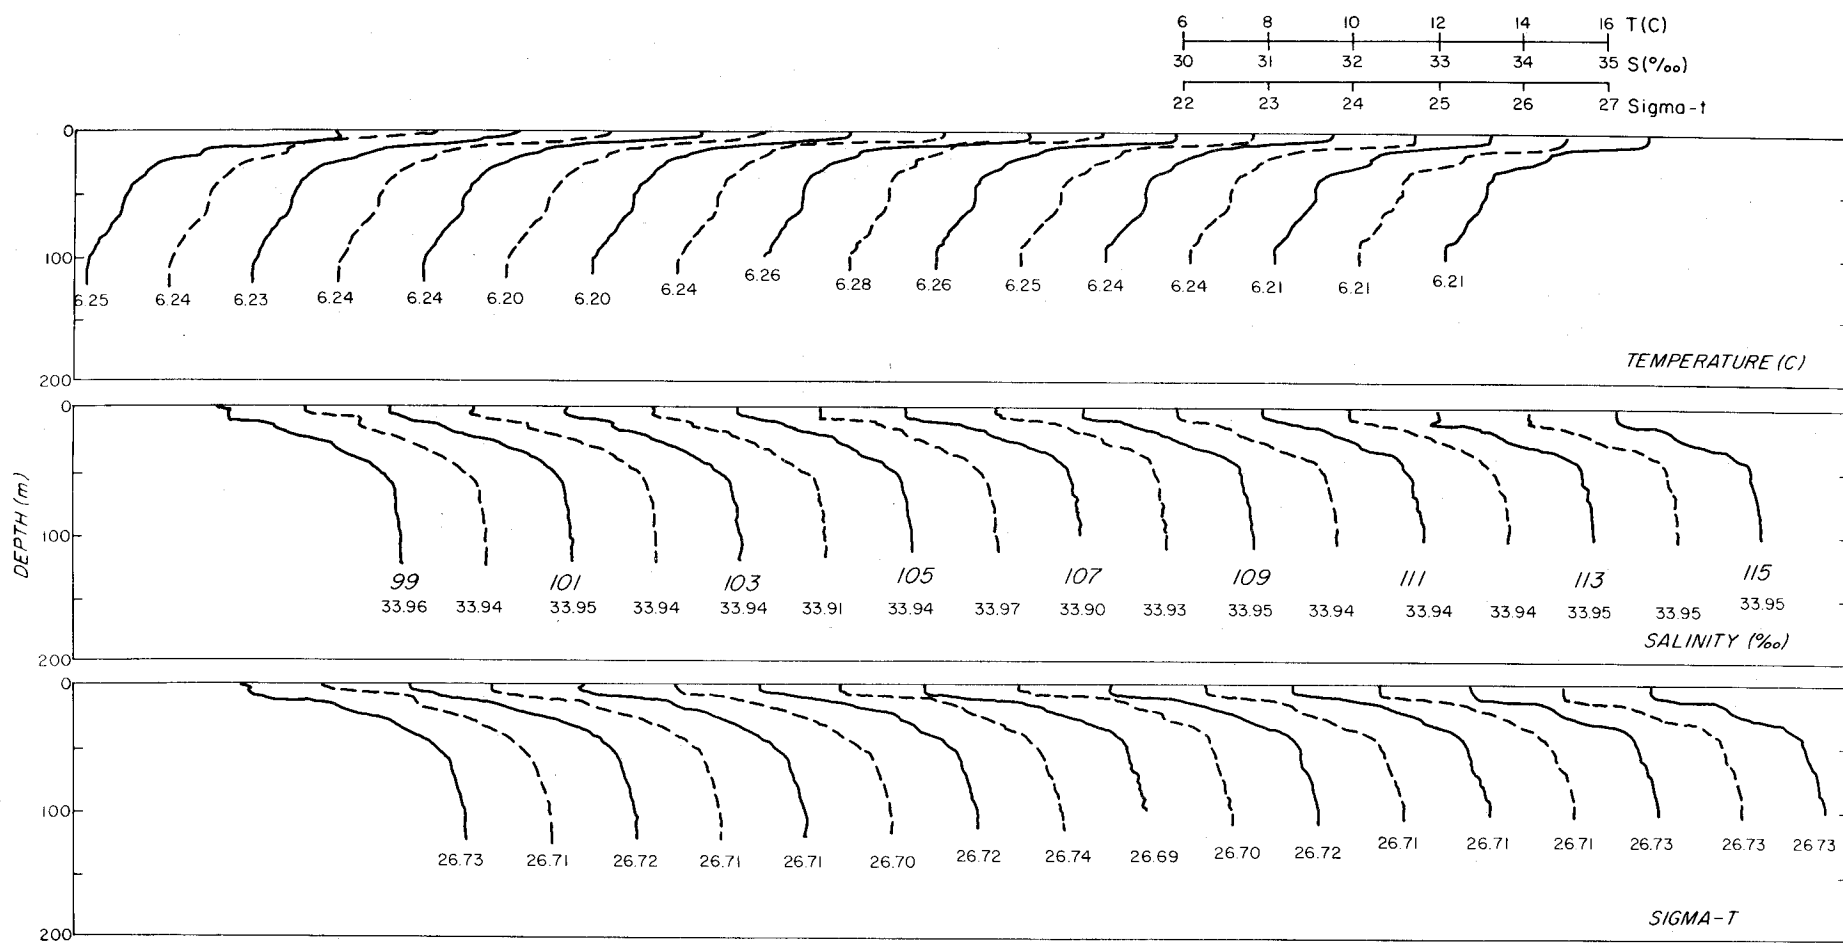 6 8 10 12 14 16 T(C)
30 31 32 33 34 35 S(‰)
22 23 24 25 26 27 Sigma-t
0
100
6.25 6.24 6.23 6.24 6.24 6.20 6.20 6.24 6.26 6.28 6.26 6.25 6.24 6.24 6.21 6.21 6.21
TEMPERATURE (C)
200
0
DEPTH (m)
100
99 101 103 105 107 109 111 113 115
33.96 33.94 33.95 33.94 33.94 33.91 33.94 33.97 33.90 33.93 33.95 33.94 33.94 33.94 33.95 33.95 33.95
SALINITY (‰)
200
0
100
26.73 26.71 26.72 26.71 26.71 26.70 26.72 26.74 26.69 26.70 26.72 26.71 26.71 26.71 26.73 26.73 26.73
SIGMA-T
200